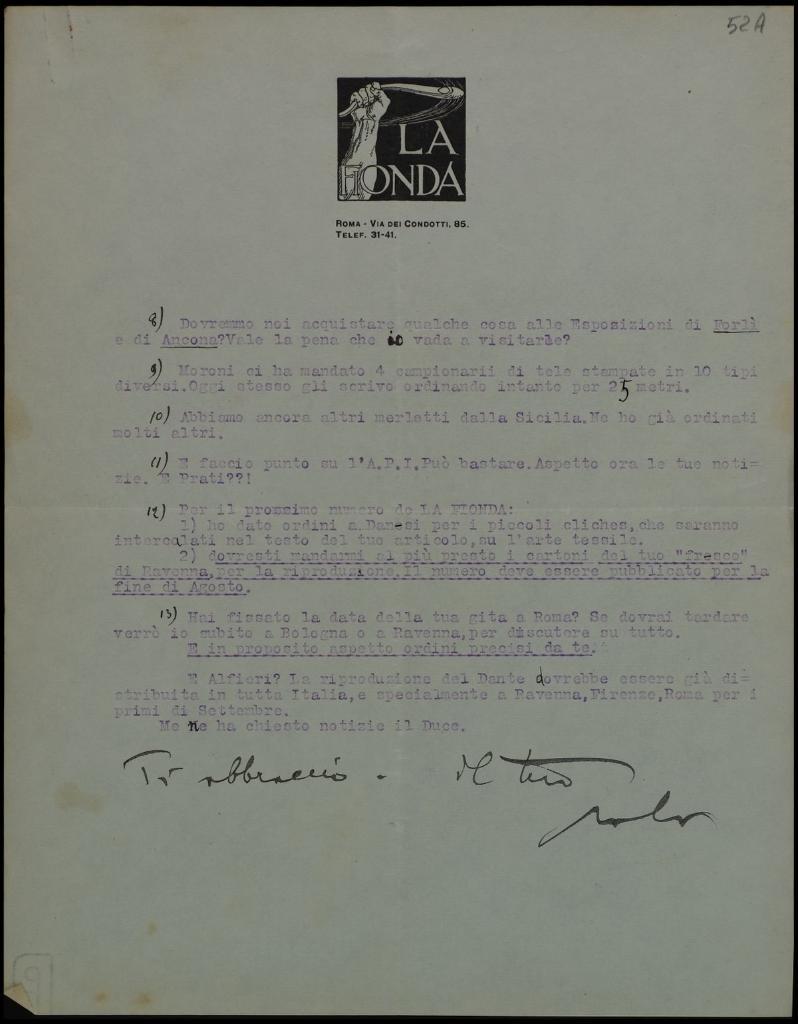 52A
LA
FIONDA
ROMA - VIA DEI CONDOTTI, 85.
TELEF. 31-41.
8) Dovremmo noi acquistare qualche cosa alle Esposizioni di Forlì
e di Ancona?Vale la pena che io vada a visitarle?
9) Moroni ci ha mandato 4 campionarii di tele stampate in 10 tipi
diversi.Oggi stesso gli scrivo ordinando intanto per 25 metri.
10) Abbiamo ancora altri merletti dalla Sicilia.Ne ho già ordinati
molti altri.
11) E faccio punto su l'A.P.I.Può bastare.Aspetto ora le tue noti=
zie. E Prati??!
12) Per il prossimo numero de LA FIONDA:
1) ho dato ordini a Danesi per i piccoli cliches,che saranno
intercalati nel testo del tuo articolo,su l'arte tessile.
2) dovresti mandarmi al più presto i cartoni del tuo "fresco"
di Ravenna,per la riproduzione.Il numero deve essere pubblicato per la
fine di Agosto.
13) Hai fissato la data della tua gita a Roma? Se dovrai tardare
verrò io subito a Bologna o a Ravenna,per discutere su tutto.
E in proposito aspetto ordini precisi da te.
E Alfieri? La riproduzione del Dante dovrebbe essere già di=
stribuita in tutta Italia,e specialmente a Ravenna,Firenze,Roma per i
primi di Settembre.
Me ne ha chiesto notizie il Duce.
Ti abbraccio. il tuo